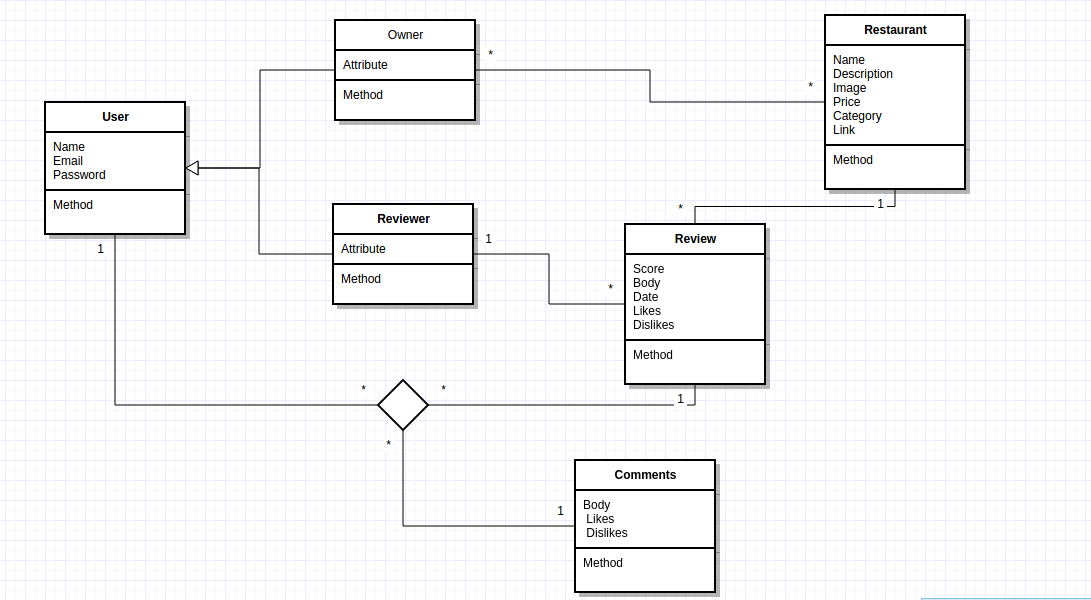 Owner
Attribute
Method
*
*
Restaurant
Name
Description
Image
Price
Category
Link
Method
User
Name
Email
Password
Method
1
Reviewer
Attribute
Method
1
*
*
1
Review
Score
Body
Date
Likes
Dislikes
Method
1
*
*
*
Comments
Body
Likes
Dislikes
Method
1